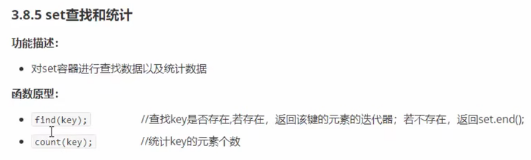 3.8.5 set查找和统计
功能描述：
对set容器进行查找数据以及统计数据
函数原型：
find(key); //查找key是否存在,若存在，返回该键的元素的迭代器；若不存在，返回set.end();
count(key); //统计key的元素个数